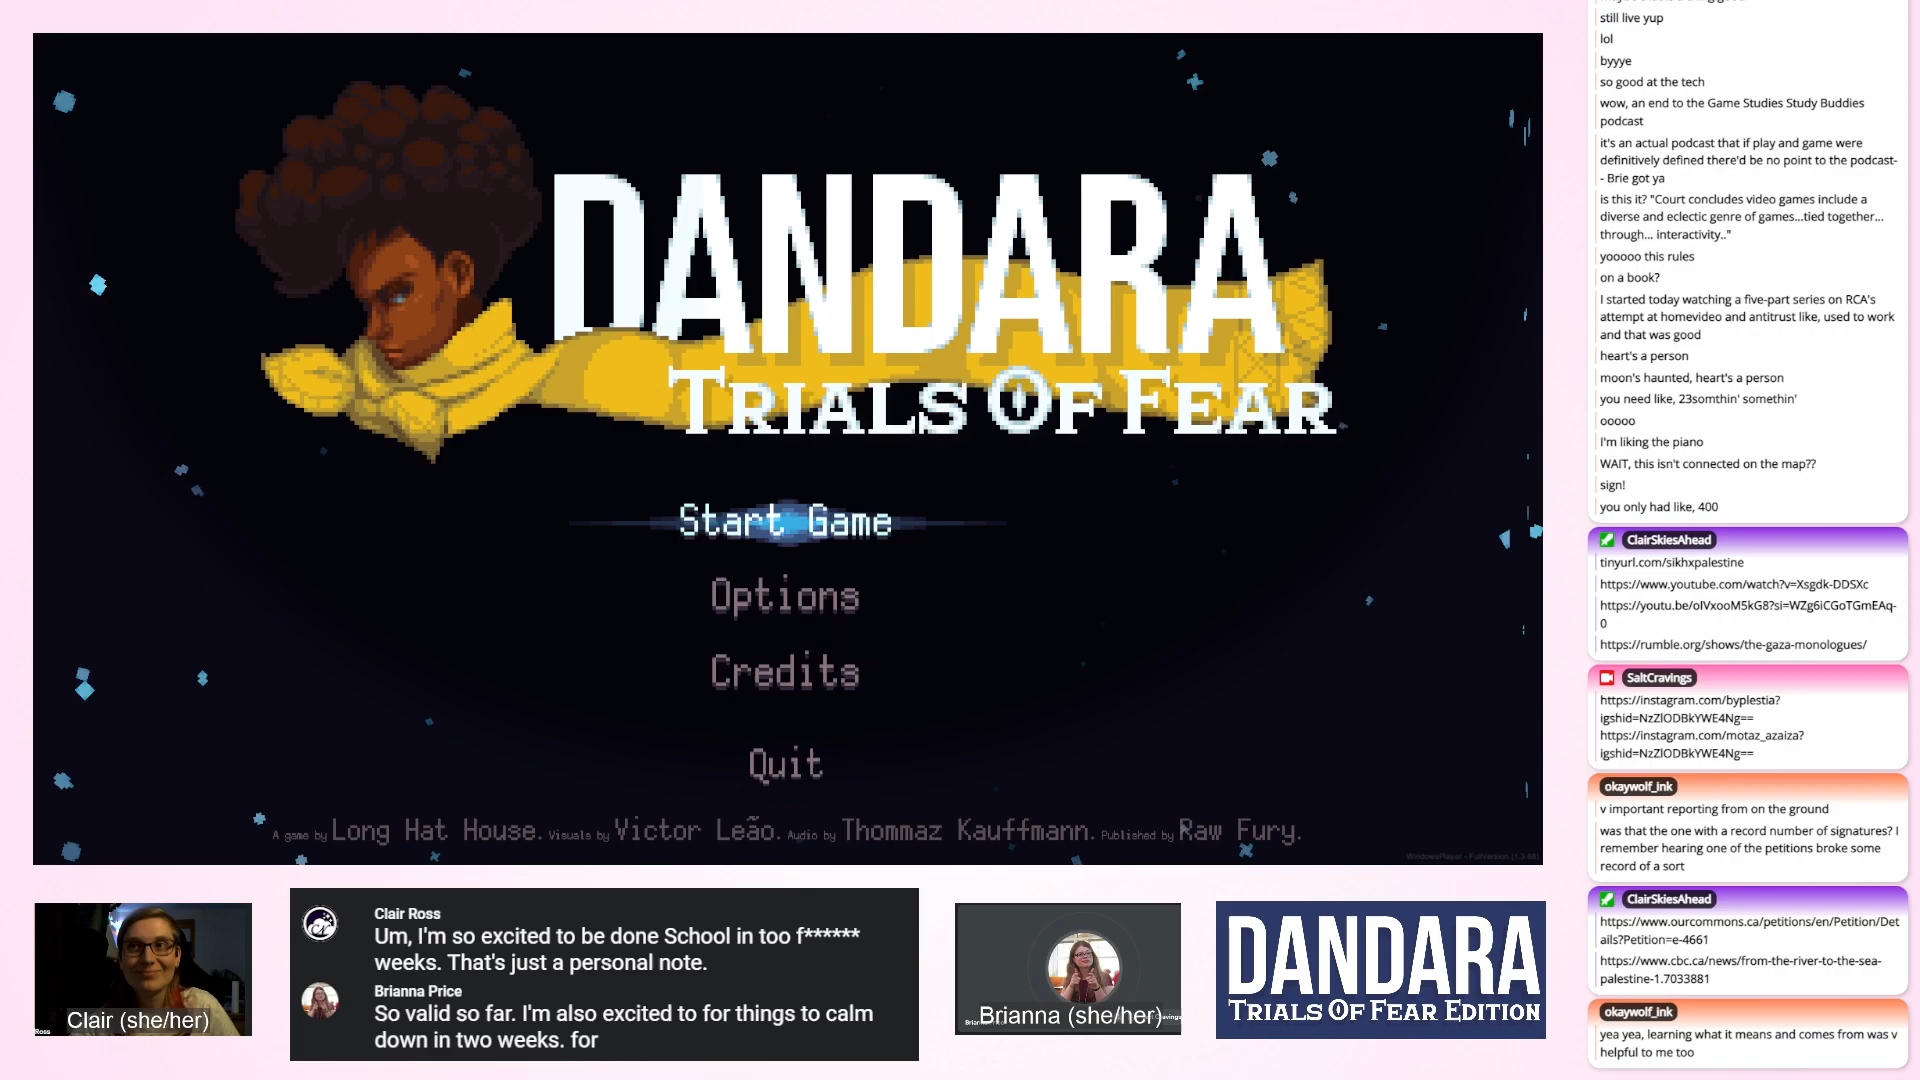 DANDARA
TRIALS OF FEAR
Start Game
Options
Credits
Quit
A game by Long Hat House. Visuals by Victor Leão. Audio by Thommaz Kauffmann. Published by Raw Fury.
Clair (she/her)
Ross
Clair Ross
Um, I'm so excited to be done School in too f******
weeks. That's just a personal note.
Brianna Price
So valid so far. I'm also excited to for things to calm
down in two weeks. for
Brianna (she/her)
DANDARA
TRIALS OF FEAR EDITION
still live yup
lol
byyye
so good at the tech
wow, an end to the Game Studies Study Buddies
podcast
it's an actual podcast that if play and game were
definitively defined there'd be no point to the podcast-
- Brie got ya
is this it? "Court concludes video games include a
diverse and eclectic genre of games...tied together...
through... interactivity.."
yooooo this rules
on a book?
I started today watching a five-part series on RCA's
attempt at homevideo and antitrust like, used to work
and that was good
heart's a person
moon's haunted, heart's a person
you need like, 23somthin' somethin'
ooooo
I'm liking the piano
WAIT, this isn't connected on the map??
sign!
you only had like, 400
ClairSkiesAhead
tinyurl.com/sikhxpalestine
https://www.youtube.com/watch?v=Xsgdk-DDSXc
https://youtu.be/oIVxooM5kG8?si=WZg6iCGoTGmEAq-
0
https://rumble.org/shows/the-gaza-monologues/
SaltCravings
https://instagram.com/byplestia?
igshid=NzZlODBkYWE4Ng==
https://instagram.com/motaz_azaiza?
igshid=NzZlODBkYWE4Ng==
okaywolf_ink
v important reporting from on the ground
was that the one with a record number of signatures? I
remember hearing one of the petitions broke some
record of a sort
ClairSkiesAhead
https://www.ourcommons.ca/petitions/en/Petition/Det
ails?Petition=e-4661
https://www.cbc.ca/news/from-the-river-to-the-sea-
palestine-1.7033881
okaywolf_ink
yea yea, learning what it means and comes from was v
helpful to me too